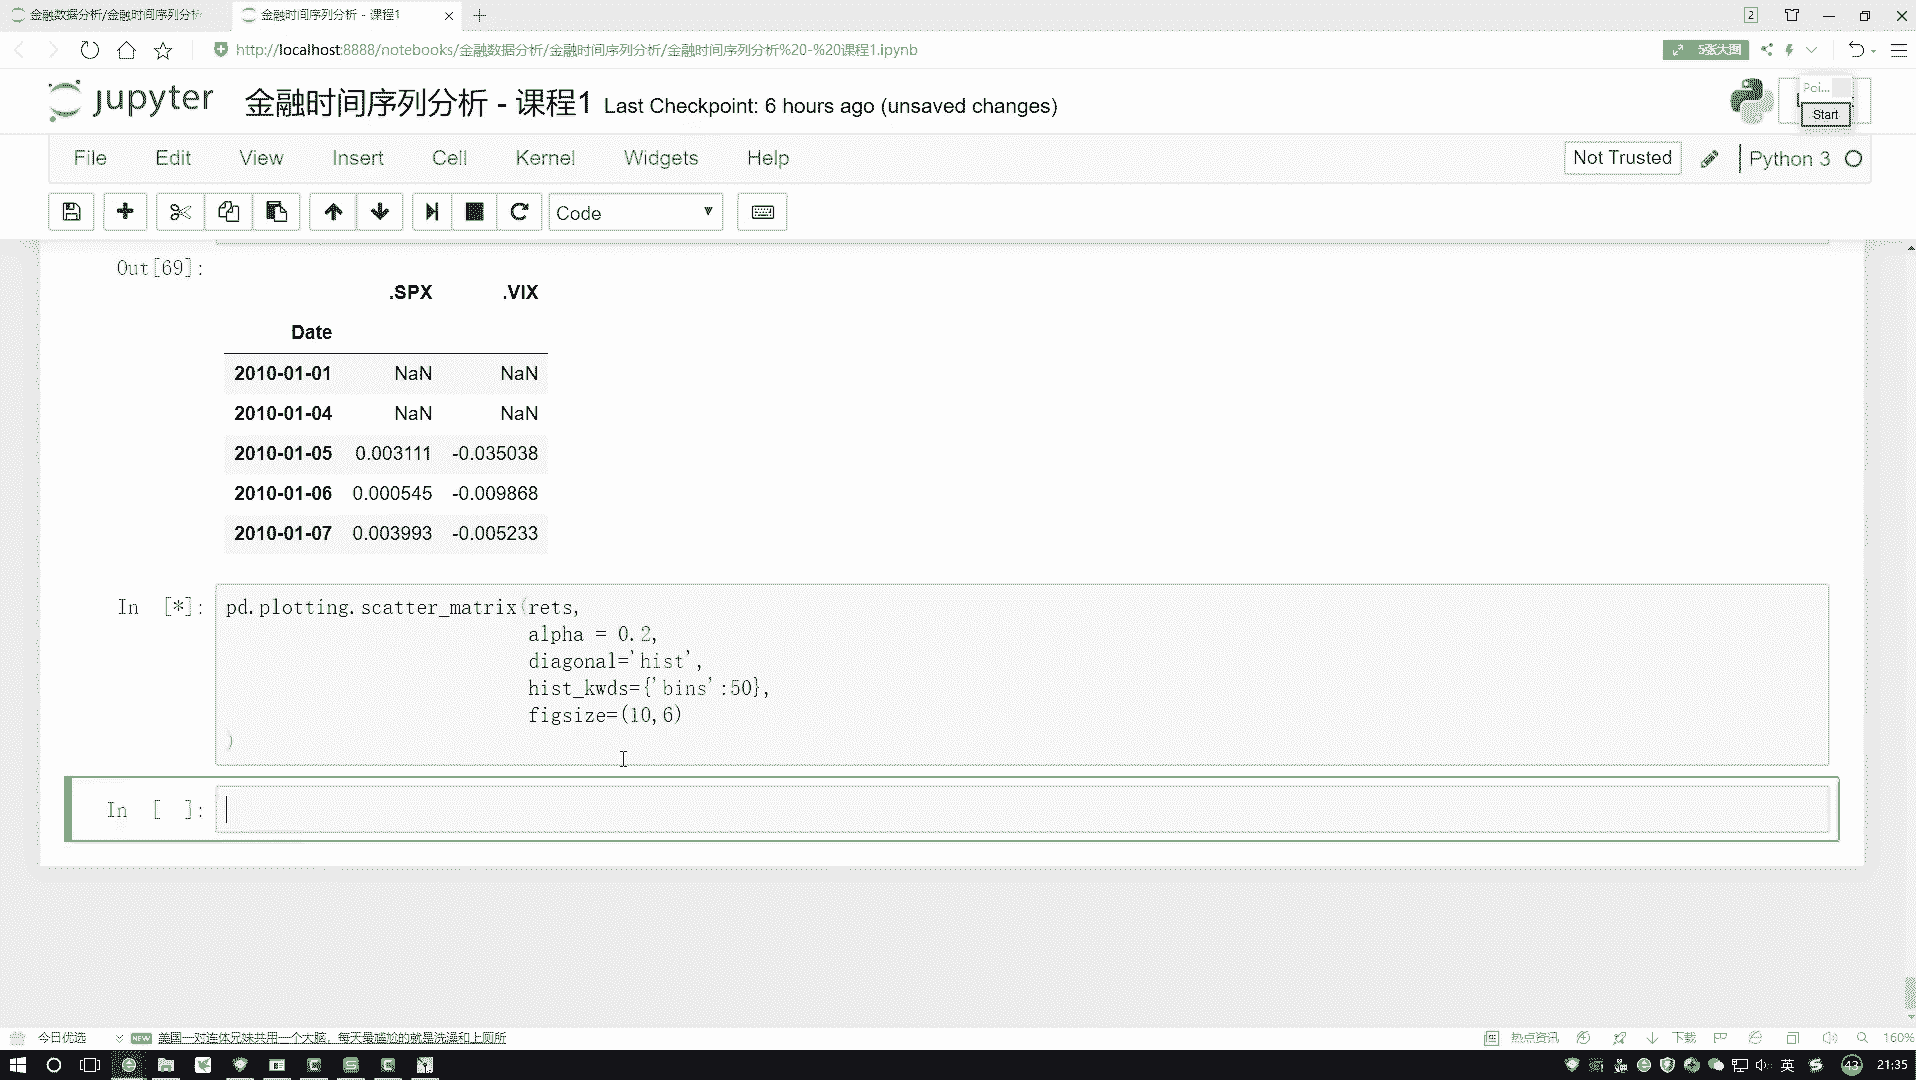 金融数据分析/金融时间序列分析
金融时间序列分析 - 课程1
2
http://localhost:8888/notebooks/金融数据分析/金融时间序列分析/金融时间序列分析%20-%20课程1.ipynb
5张大图
jupyter 金融时间序列分析 - 课程1 Last Checkpoint: 6 hours ago (unsaved changes)
Poi...
Start
File Edit View Insert Cell Kernel Widgets Help
Not Trusted
Python 3
Code
Out[69]:
.SPX .VIX
Date
2010-01-01 NaN NaN
2010-01-04 NaN NaN
2010-01-05 0.003111 -0.035038
2010-01-06 0.000545 -0.009868
2010-01-07 0.003993 -0.005233
In [*]: pd.plotting.scatter_matrix(rets,
alpha = 0.2,
diagonal='hist',
hist_kwds={'bins':50},
figsize=(10,6)
)
In [ ]:
今日优选 NEW 美国一对连体兄妹共用一个大脑，每天最尴尬的就是洗澡和上厕所
热点资讯 下载 160%
英 43 21:35